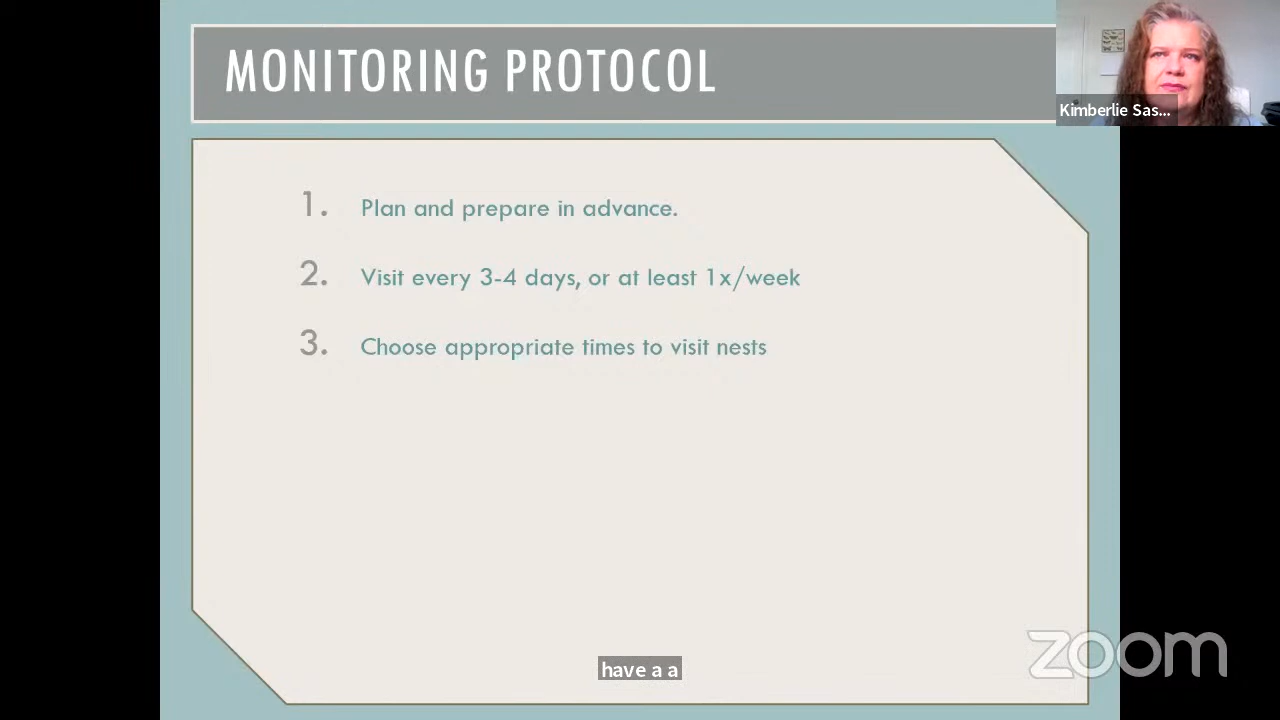 MONITORING PROTOCOL
Kimberlie Sas...
1. Plan and prepare in advance.
2. Visit every 3-4 days, or at least 1x/week
3. Choose appropriate times to visit nests
have a a
zoom